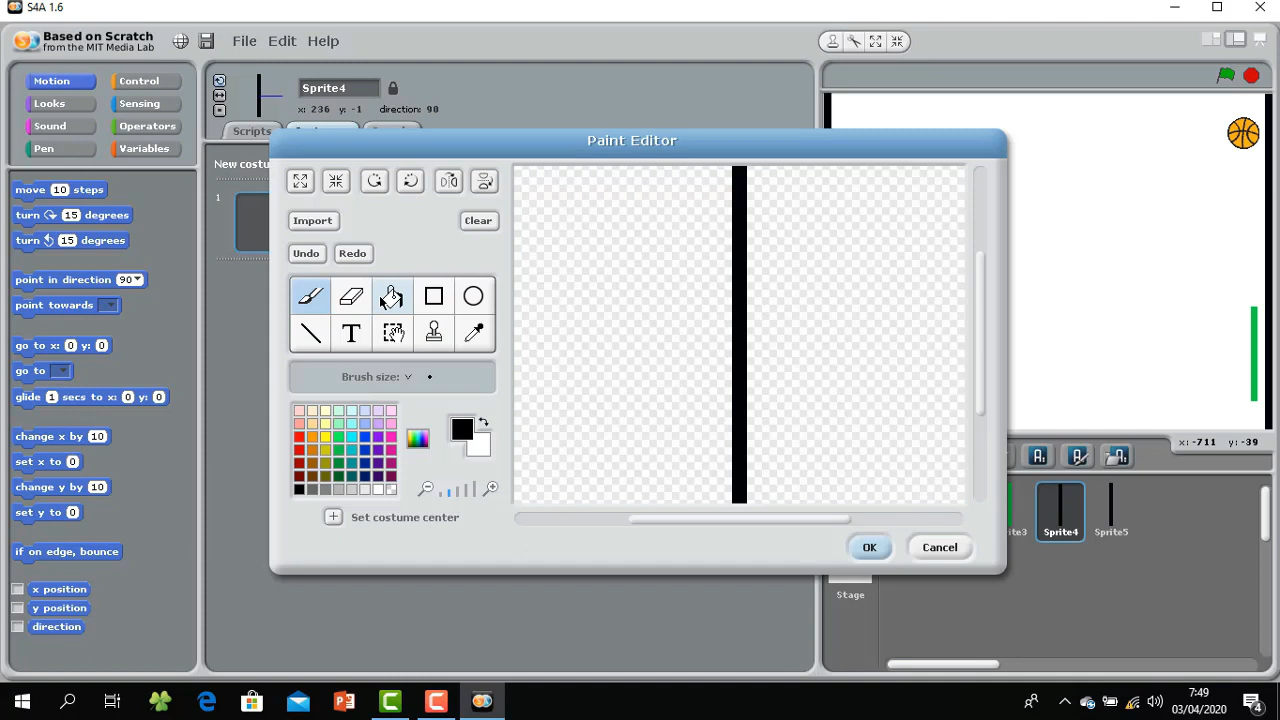 S4A 1.6
Based on Scratch
from the MIT Media Lab
File Edit Help
Motion Control
Looks Sensing
Sound Operators
Pen Variables
Sprite4
x: 236 y: -1 direction: 90
Scripts
New costu
1
move 10 steps
turn 15 degrees
turn 15 degrees
point in direction 90
point towards
go to x: 0 y: 0
go to
glide 1 secs to x: 0 y: 0
change x by 10
set x to 0
change y by 10
set y to 0
if on edge, bounce
x position
y position
direction
Paint Editor
Import Clear
Undo Redo
T
Brush size:
Set costume center
OK Cancel
x:-711 y: -39
ite3 Sprite4 Sprite5
Stage
7:49
03/04/2020
4